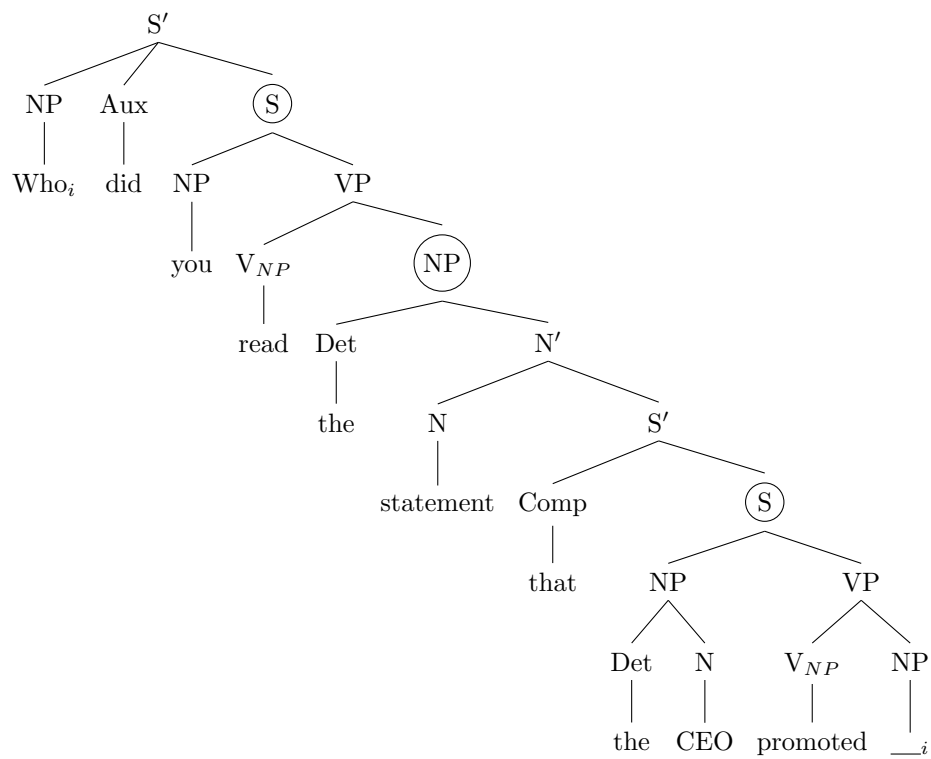 S′
NP Aux S
Who_i did NP VP
you V_NP NP
read Det N′
the N S′
statement Comp S
that NP VP
Det N V_NP NP
the CEO promoted __i